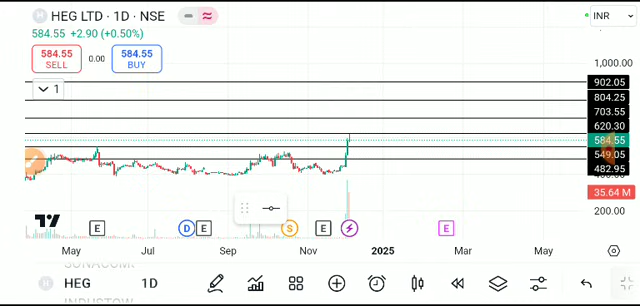 H HEG LTD · 1D · NSE
INR
584.55 +2.90 (+0.50%)
584.55 SELL 0.00 584.55 BUY
1
1,000.00
902.05
804.25
703.55
620.30
584.55
549.05
482.95
35.64 M
200.00
E D E S E E
May Jul Sep Nov 2025 Mar May
H HEG 1D